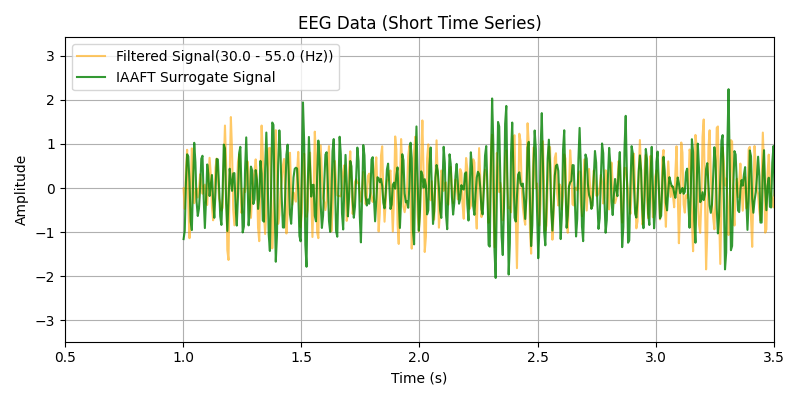 EEG Data (Short Time Series)
Filtered Signal(30.0 - 55.0 (Hz))
IAAFT Surrogate Signal
Amplitude
3
2
1
0
−1
−2
−3
0.5 1.0 1.5 2.0 2.5 3.0 3.5
Time (s)